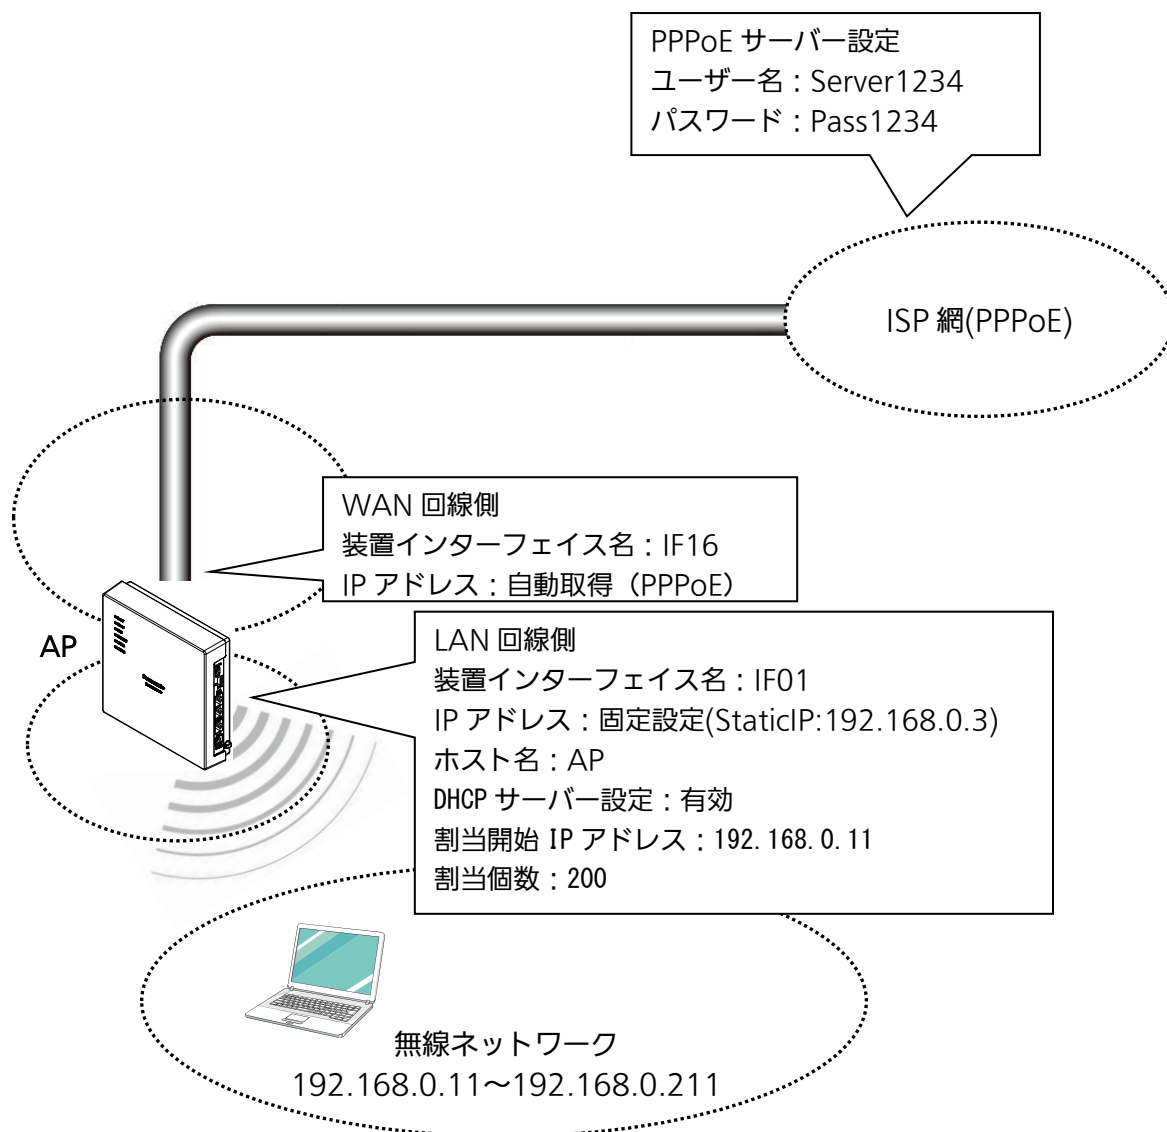 PPPoE サーバー設定
ユーザー名：Server1234
パスワード：Pass1234
ISP 網(PPPoE)
WAN 回線側
装置インターフェイス名：IF16
IP アドレス：自動取得（PPPoE）
AP
LAN 回線側
装置インターフェイス名：IF01
IP アドレス：固定設定(StaticIP:192.168.0.3)
ホスト名：AP
DHCP サーバー設定：有効
割当開始 IP アドレス：192.168.0.11
割当個数：200
無線ネットワーク
192.168.0.11～192.168.0.211